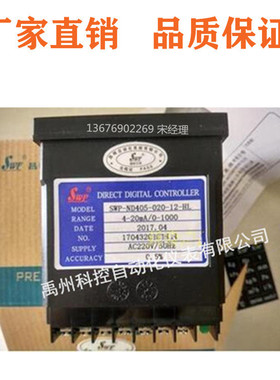 厂家直销 品质保证
13676902269 宋经理
SWP
DIRECT DIGITAL CONTROLLER
MODEL SWP-ND405-020-12-HL
RANGE 4-20mA/0-1000
DATE 2017.04
NO.
SUPPLY AC220V/50Hz
ACCURACY 0.5%
禹州科控自动化仪表有限公司
PRE